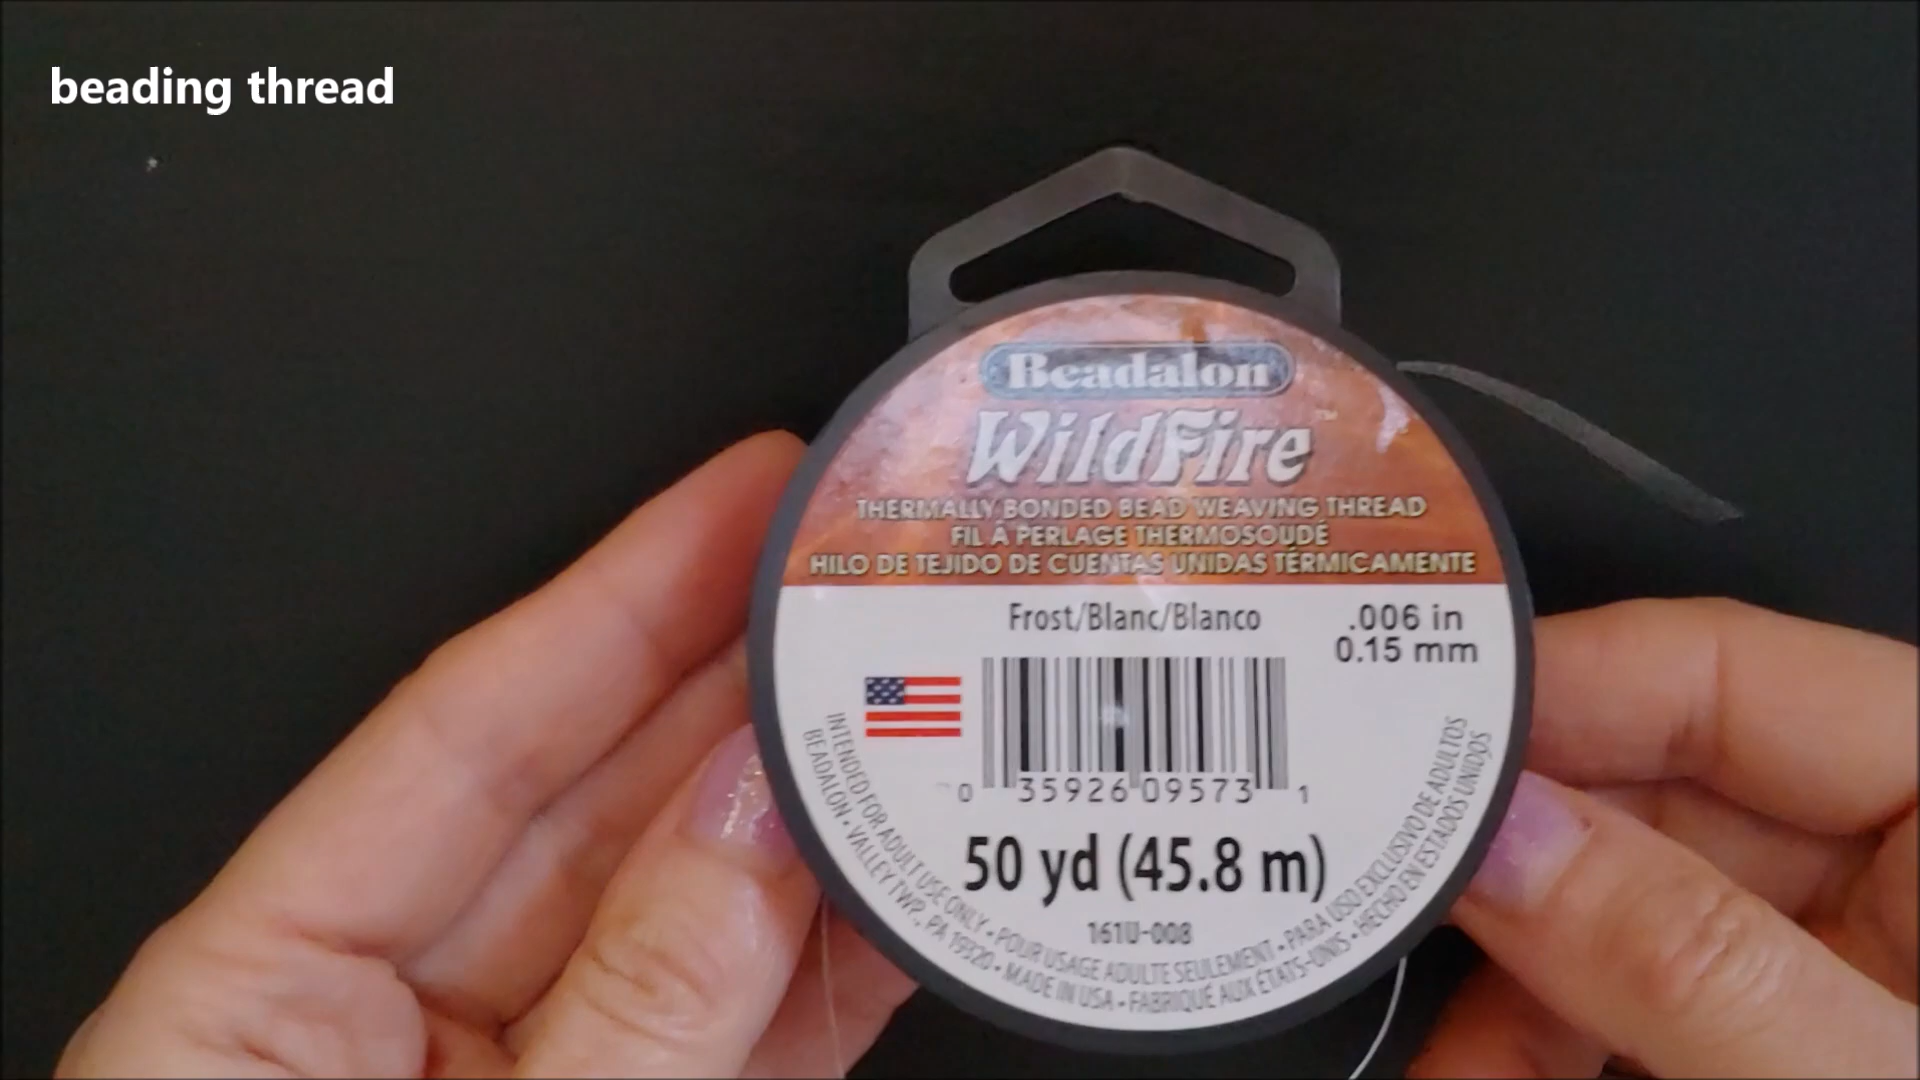 beading thread
Beadalon
WildFire™
THERMALLY BONDED BEAD WEAVING THREAD
FIL À PERLAGE THERMOSOUDÉ
HILO DE TEJIDO DE CUENTAS UNIDAS TÉRMICAMENTE
Frost/Blanc/Blanco
.006 in
0.15 mm
0 35926 09573 1
50 yd (45.8 m)
161U-008
INTENDED FOR ADULT USE ONLY • POUR USAGE ADULTE SEULEMENT • PARA USO EXCLUSIVO DE ADULTOS
BEADALON • VALLEY TWP., PA 19320 • MADE IN USA • FABRIQUÉ AUX ÉTATS-UNIS • HECHO EN ESTADOS UNIDOS